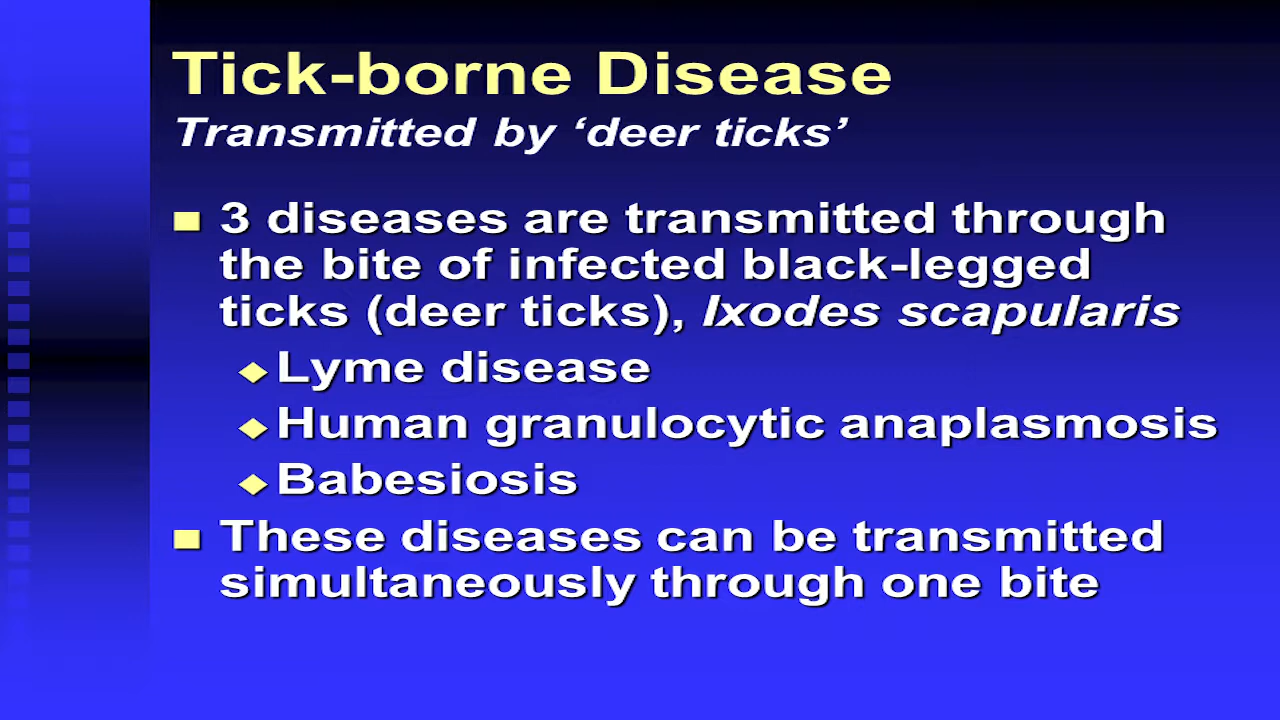 Tick-borne Disease
Transmitted by ‘deer ticks’
3 diseases are transmitted through
the bite of infected black-legged
ticks (deer ticks), Ixodes scapularis
Lyme disease
Human granulocytic anaplasmosis
Babesiosis
These diseases can be transmitted
simultaneously through one bite